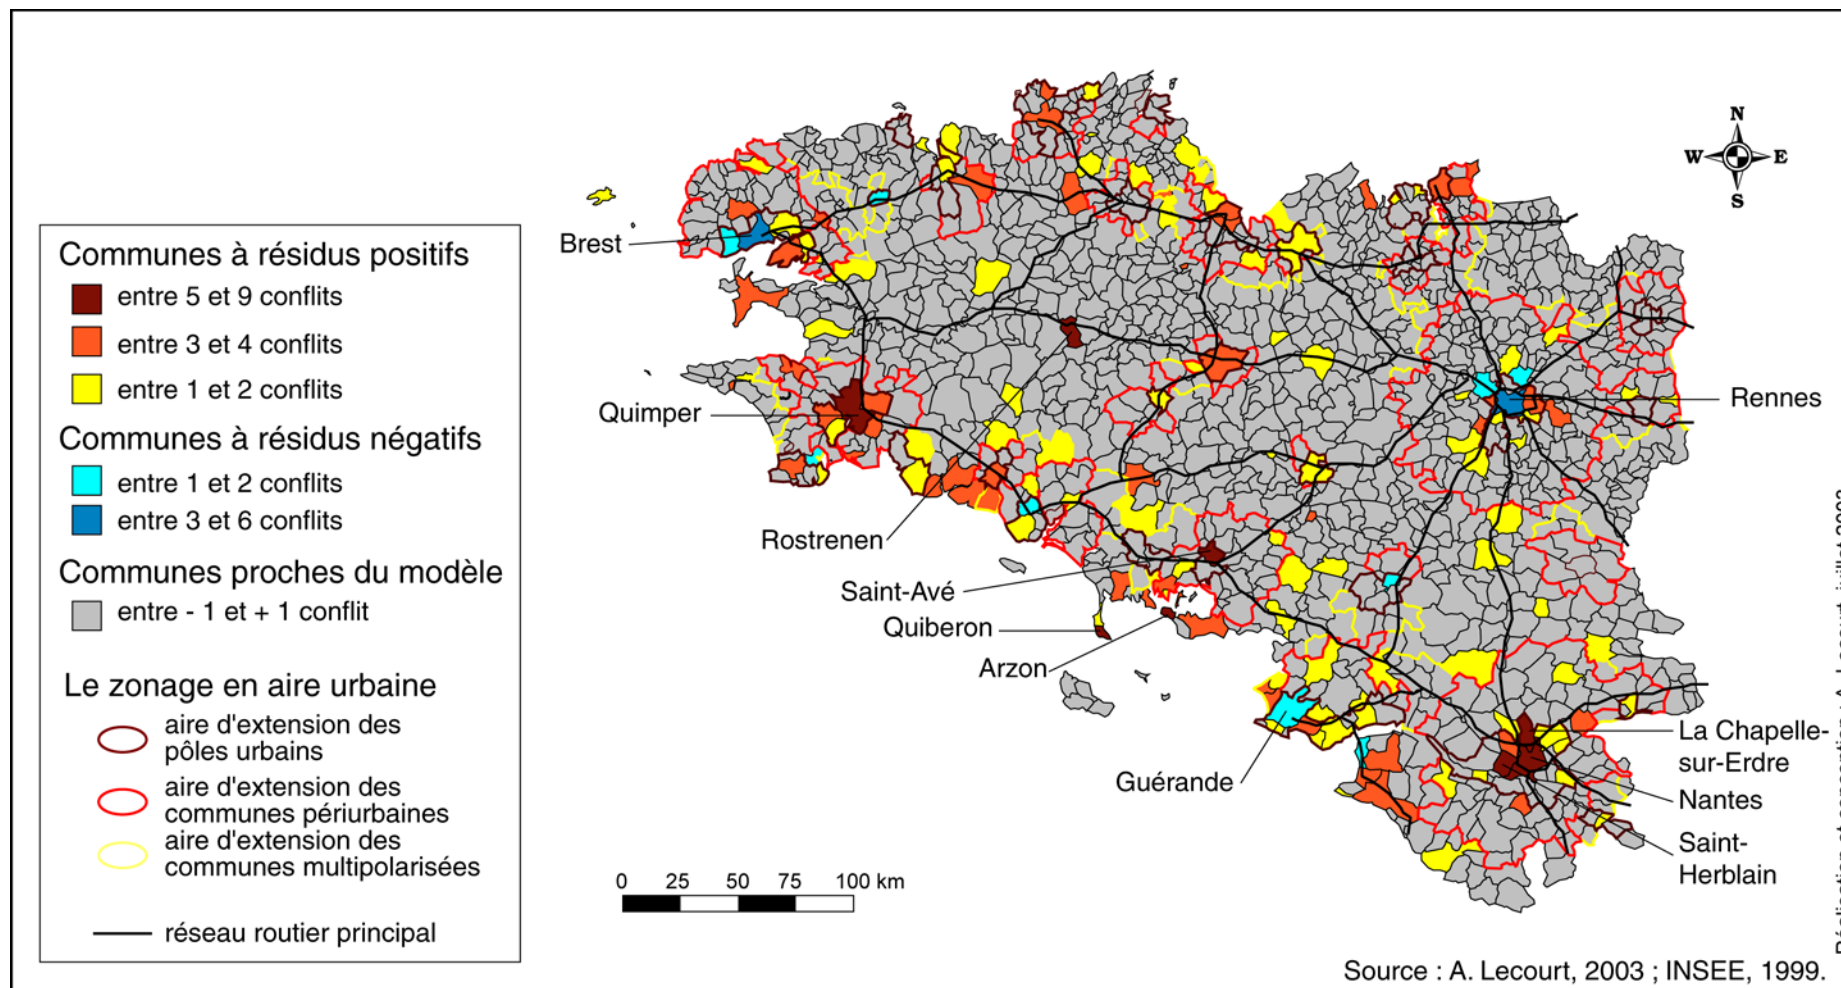 Communes à résidus positifs
entre 5 et 9 conflits
entre 3 et 4 conflits
entre 1 et 2 conflits
Communes à résidus négatifs
entre 1 et 2 conflits
entre 3 et 6 conflits
Communes proches du modèle
entre - 1 et + 1 conflit
Le zonage en aire urbaine
aire d'extension des
pôles urbains
aire d'extension des
communes périurbaines
aire d'extension des
communes multipolarisées
réseau routier principal
Brest
Quimper
Rostrenen
Saint-Avé
Quiberon
Arzon
Guérande
0 25 50 75 100 km
N
W E
S
Rennes
La Chapelle-
sur-Erdre
Nantes
Saint-
Herblain
Source : A. Lecourt, 2003 ; INSEE, 1999.